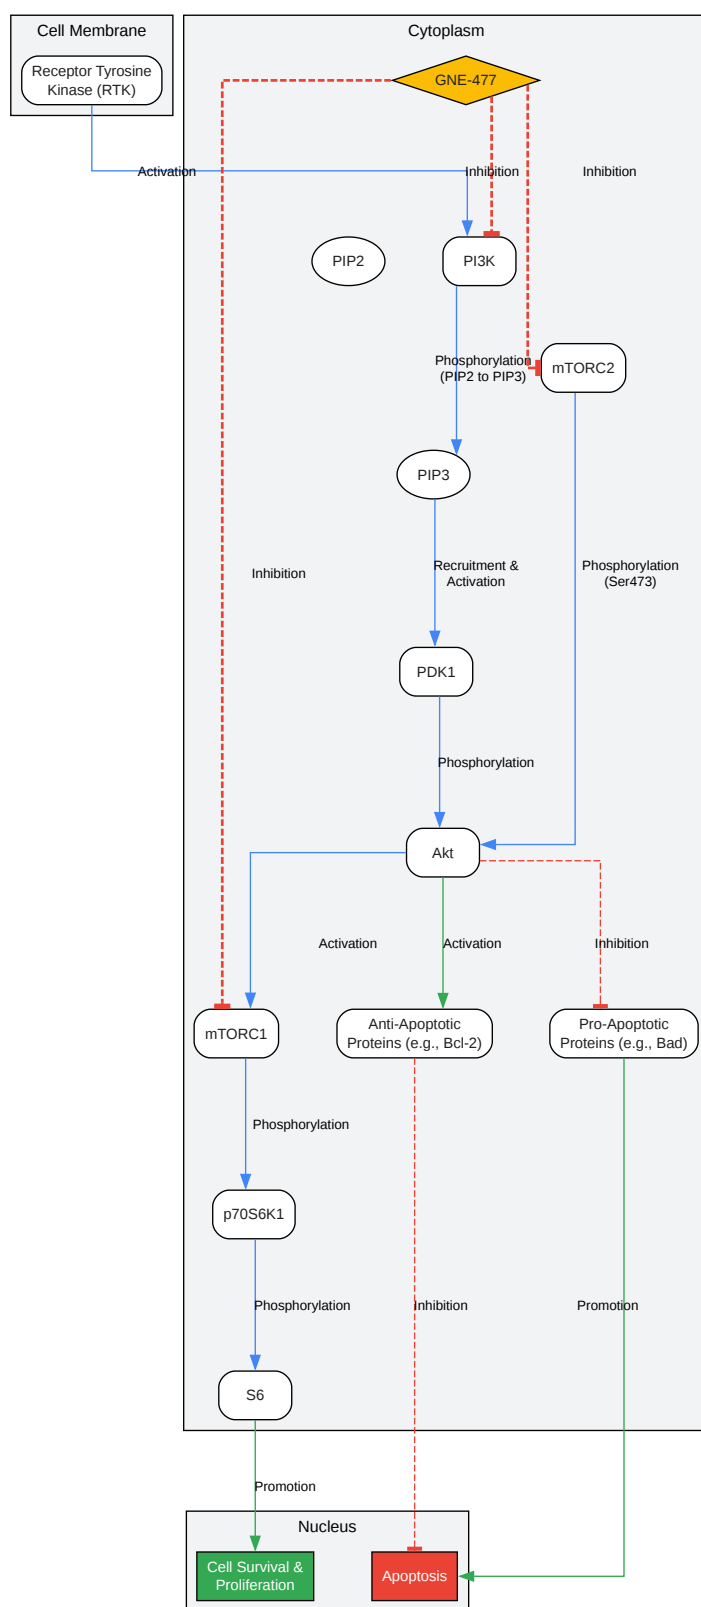 Cell Membrane
Cytoplasm
Receptor Tyrosine
Kinase (RTK)
GNE-477
Activation
Inhibition
Inhibition
PIP2
PI3K
Phosphorylation
(PIP2 to PIP3)
mTORC2
PIP3
Inhibition
Recruitment &
Activation
Phosphorylation
(Ser473)
PDK1
Phosphorylation
Akt
Activation
Activation
Inhibition
mTORC1
Anti-Apoptotic
Proteins (e.g., Bcl-2)
Pro-Apoptotic
Proteins (e.g., Bad)
Phosphorylation
p70S6K1
Phosphorylation
Inhibition
Promotion
S6
Promotion
Nucleus
Cell Survival &
Proliferation
Apoptosis